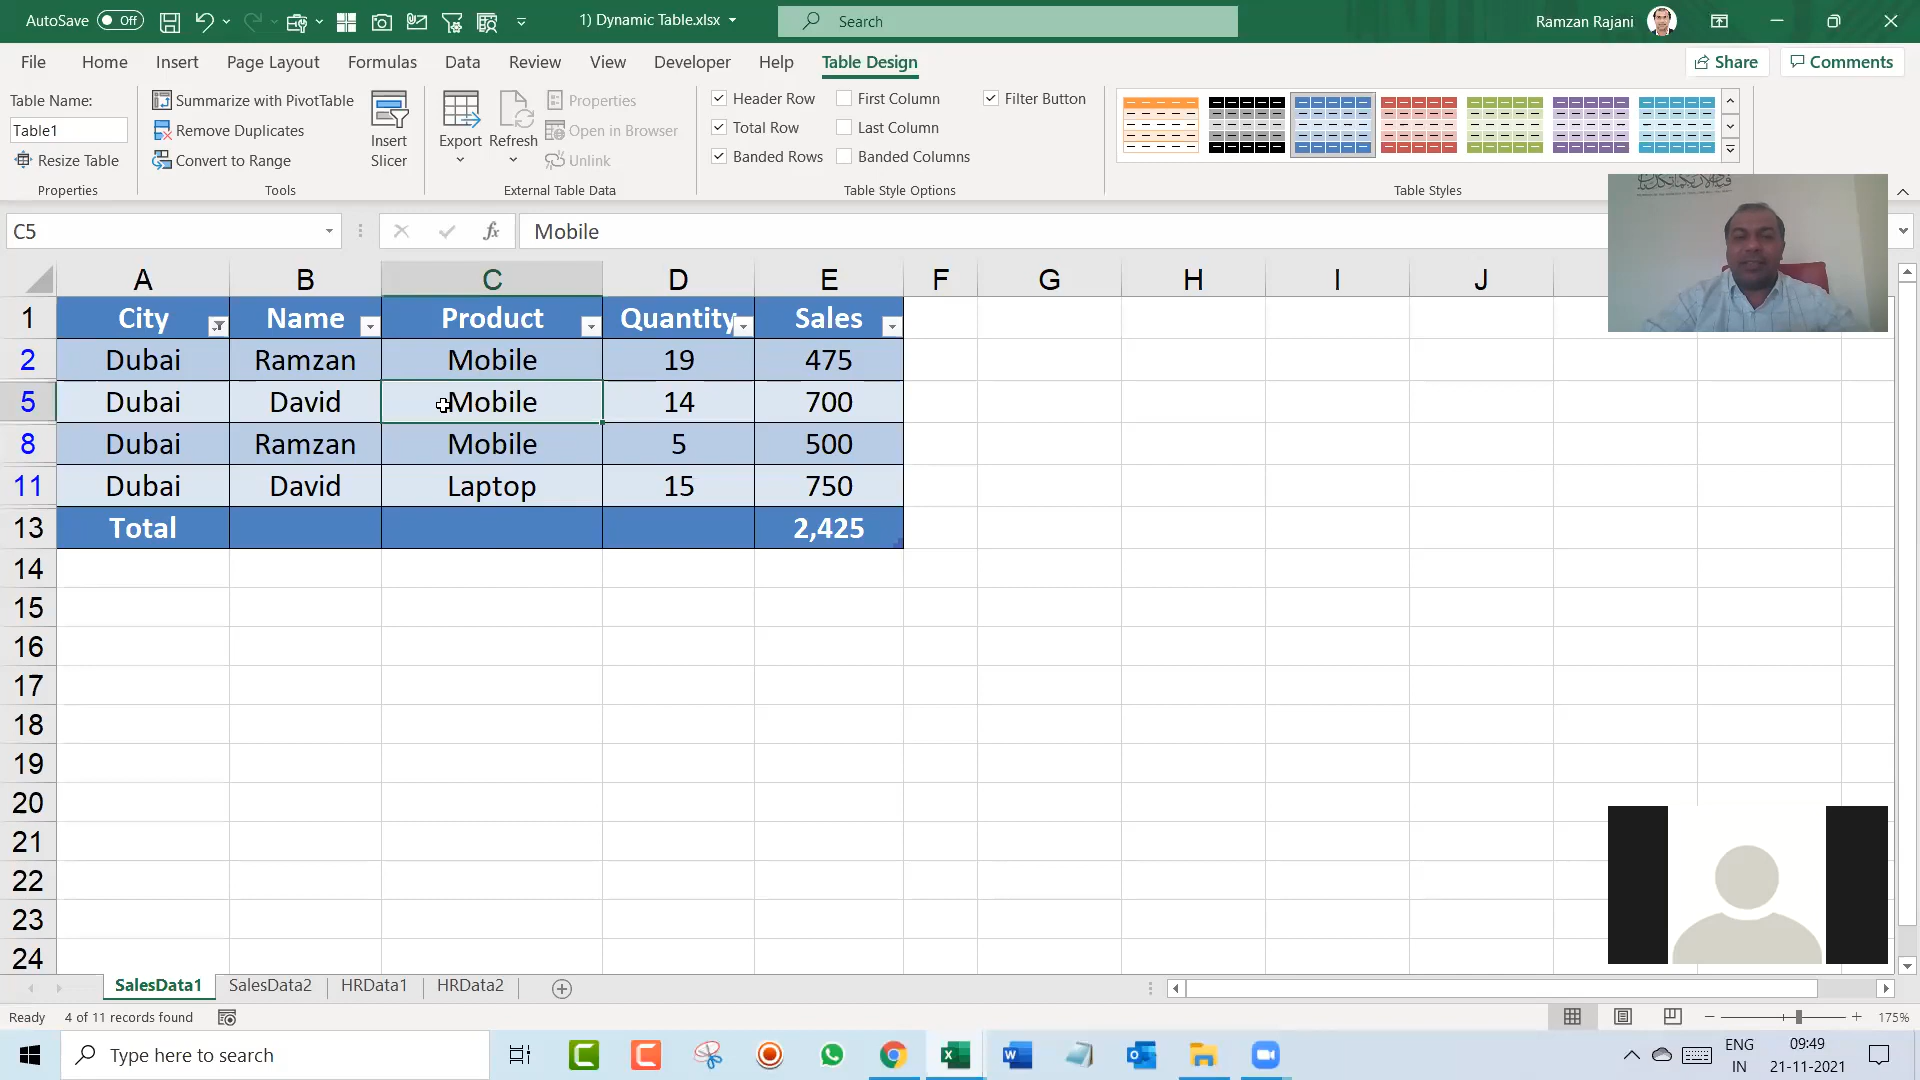 AutoSave Off 1) Dynamic Table.xlsx Search Ramzan Rajani
File Home Insert Page Layout Formulas Data Review View Developer Help Table Design Share Comments
Table Name:
Table1
Resize Table
Properties
Summarize with PivotTable
Remove Duplicates
Convert to Range
Insert
Slicer
Tools
Export
Refresh
Properties
Open in Browser
Unlink
External Table Data
Header Row First Column Filter Button
Total Row Last Column
Banded Rows Banded Columns
Table Style Options
Table Styles
C5 fx Mobile
A B C D E F G H I J
1 City Name Product Quantity Sales
2 Dubai Ramzan Mobile 19 475
5 Dubai David Mobile 14 700
8 Dubai Ramzan Mobile 5 500
11 Dubai David Laptop 15 750
13 Total 2,425
14
15
16
17
18
19
20
21
22
23
24
SalesData1 SalesData2 HRData1 HRData2
Ready 4 of 11 records found 175%
Type here to search
ENG
IN
09:49
21-11-2021